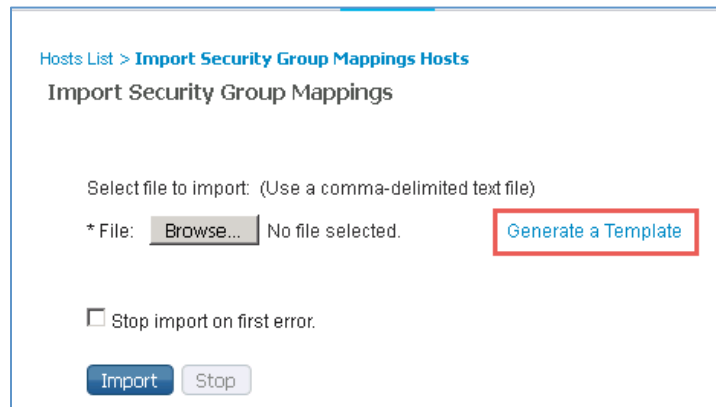 Hosts List > Import Security Group Mappings Hosts
Import Security Group Mappings
Select file to import: (Use a comma-delimited text file)
* File: Browse... No file selected. Generate a Template
Stop import on first error.
Import Stop